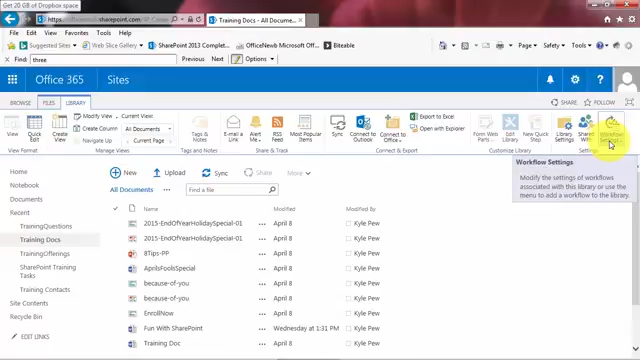 Get 20 GB of Dropbox space
https://
sharepoint.com
Training Docs - All Docume...
File Edit View Favorites Tools Help
Suggested Sites Web Slice Gallery SharePoint 2013 Complet... OfficeNewb Microsoft Off... Biteable
Page Safety Tools
Find: three Previous Next Options
Office 365 Sites
BROWSE FILES LIBRARY SHARE FOLLOW
View Quick Edit Create View Modify View Create Column Navigate Up Current View: All Documents Current Page
Tags & Notes E-mail a Link Alert Me RSS Feed Most Popular Items
Sync Connect to Outlook Connect to Office Export to Excel Open with Explorer
Form Web Parts Edit Library New Quick Step Library Settings Shared With Workflow Settings
View Format Manage Views Tags and Notes Share & Track Connect & Export Customize Library Settings
Workflow Settings
Modify the settings of workflows
associated with this library or use the
menu to add a workflow to the library.
Home
Notebook
Documents
Recent
TrainingQuestions
Training Docs
TrainingOfferings
SharePoint Training
Tasks
Training Contacts
Site Contents
Recycle Bin
EDIT LINKS
New Upload Sync Share More
All Documents ... Find a file
Name Modified Modified By
2015-EndOfYearHolidaySpecial-01 ... April 8 Kyle Pew
2015-EndOfYearHolidaySpecial-01 ... April 8 Kyle Pew
8Tips-PP ... April 8 Kyle Pew
AprilsFoolsSpecial ... April 8 Kyle Pew
because-of-you ... April 8 Kyle Pew
because-of-you ... April 8 Kyle Pew
EnrollNow ... April 8 Kyle Pew
Fun With SharePoint ... Wednesday at 1:31 PM Kyle Pew
Training Doc ... April 8 Kyle Pew